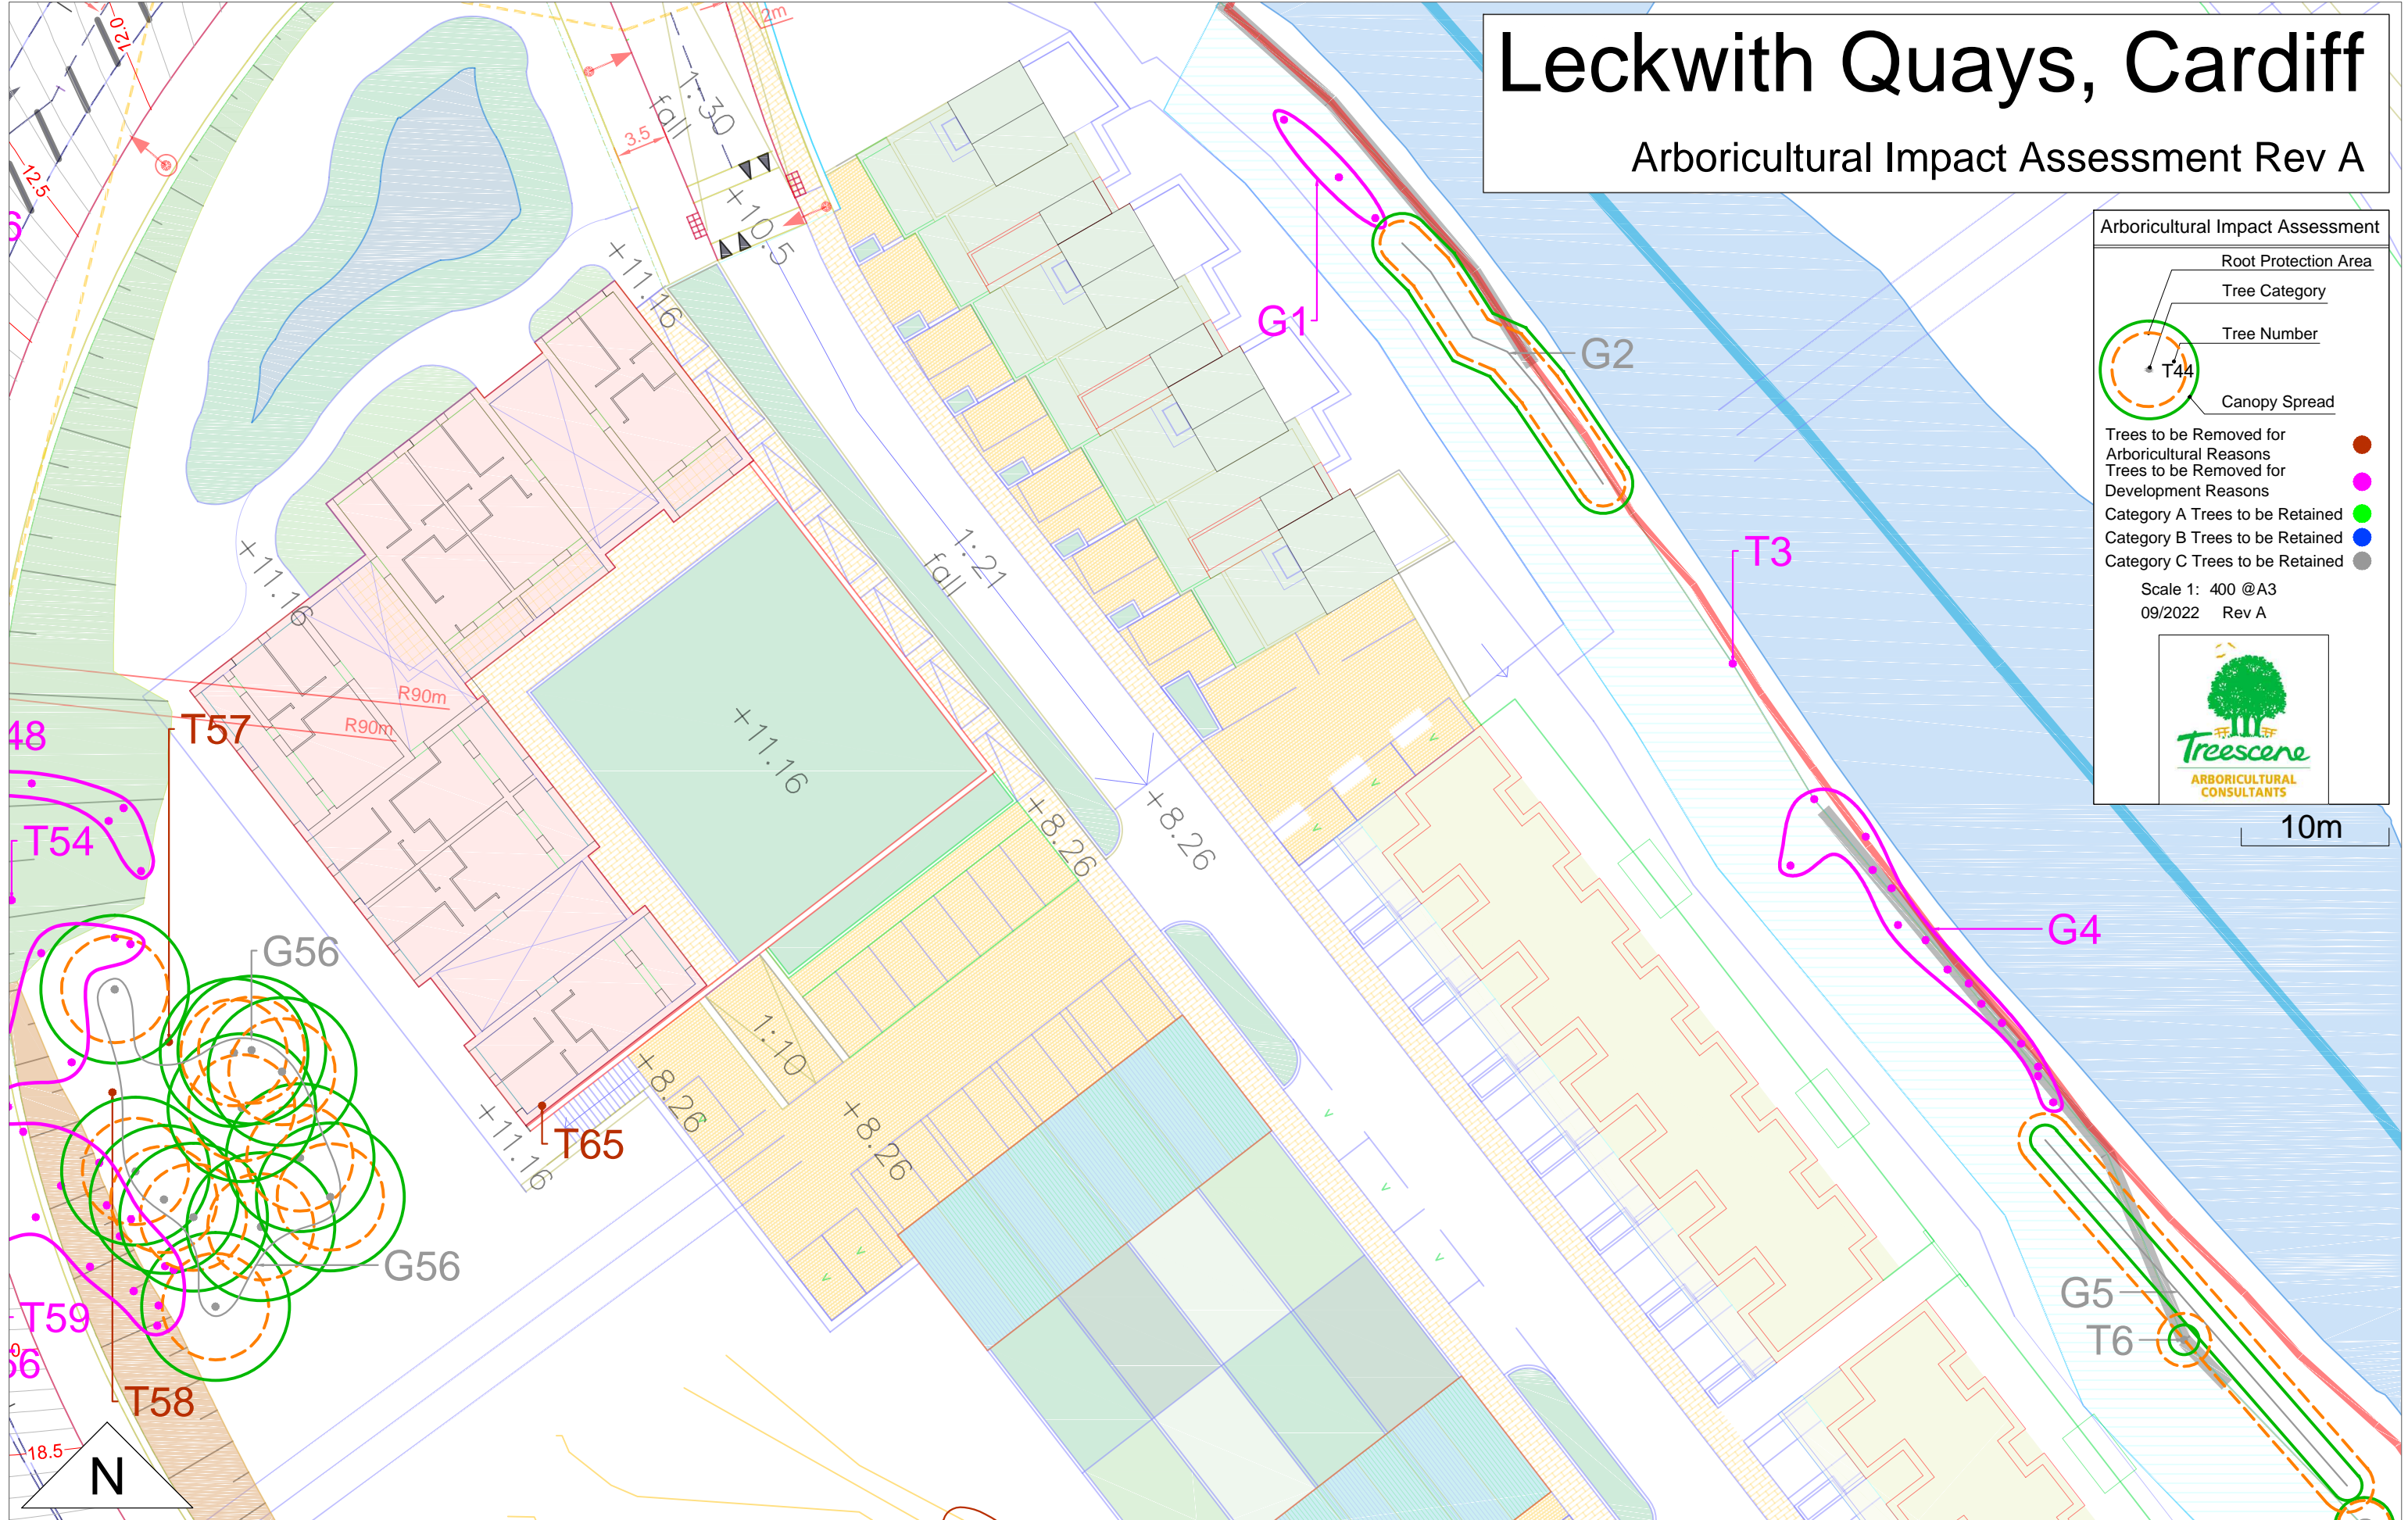 Leckwith Quays, Cardiff
Arboricultural Impact Assessment Rev A
Arboricultural Impact Assessment
Root Protection Area
Tree Category
Tree Number
T44
Canopy Spread
Trees to be Removed for
Arboricultural Reasons
Trees to be Removed for
Development Reasons
Category A Trees to be Retained
Category B Trees to be Retained
Category C Trees to be Retained
Scale 1: 400 @A3
09/2022 Rev A
Treescene
ARBORICULTURAL
CONSULTANTS
10m
12.0
12.5
6
2m
3.5
1:30
fall
+10.5
+11.16
+11.16
G1
G2
T3
G4
G5
T6
1:21
fall
R90m
R90m
+11.16
+8.26
+8.26
48
T57
T54
G56
G56
T65
T59
56
T58
1:10
+8.26
+8.26
+11.16
18.5
N